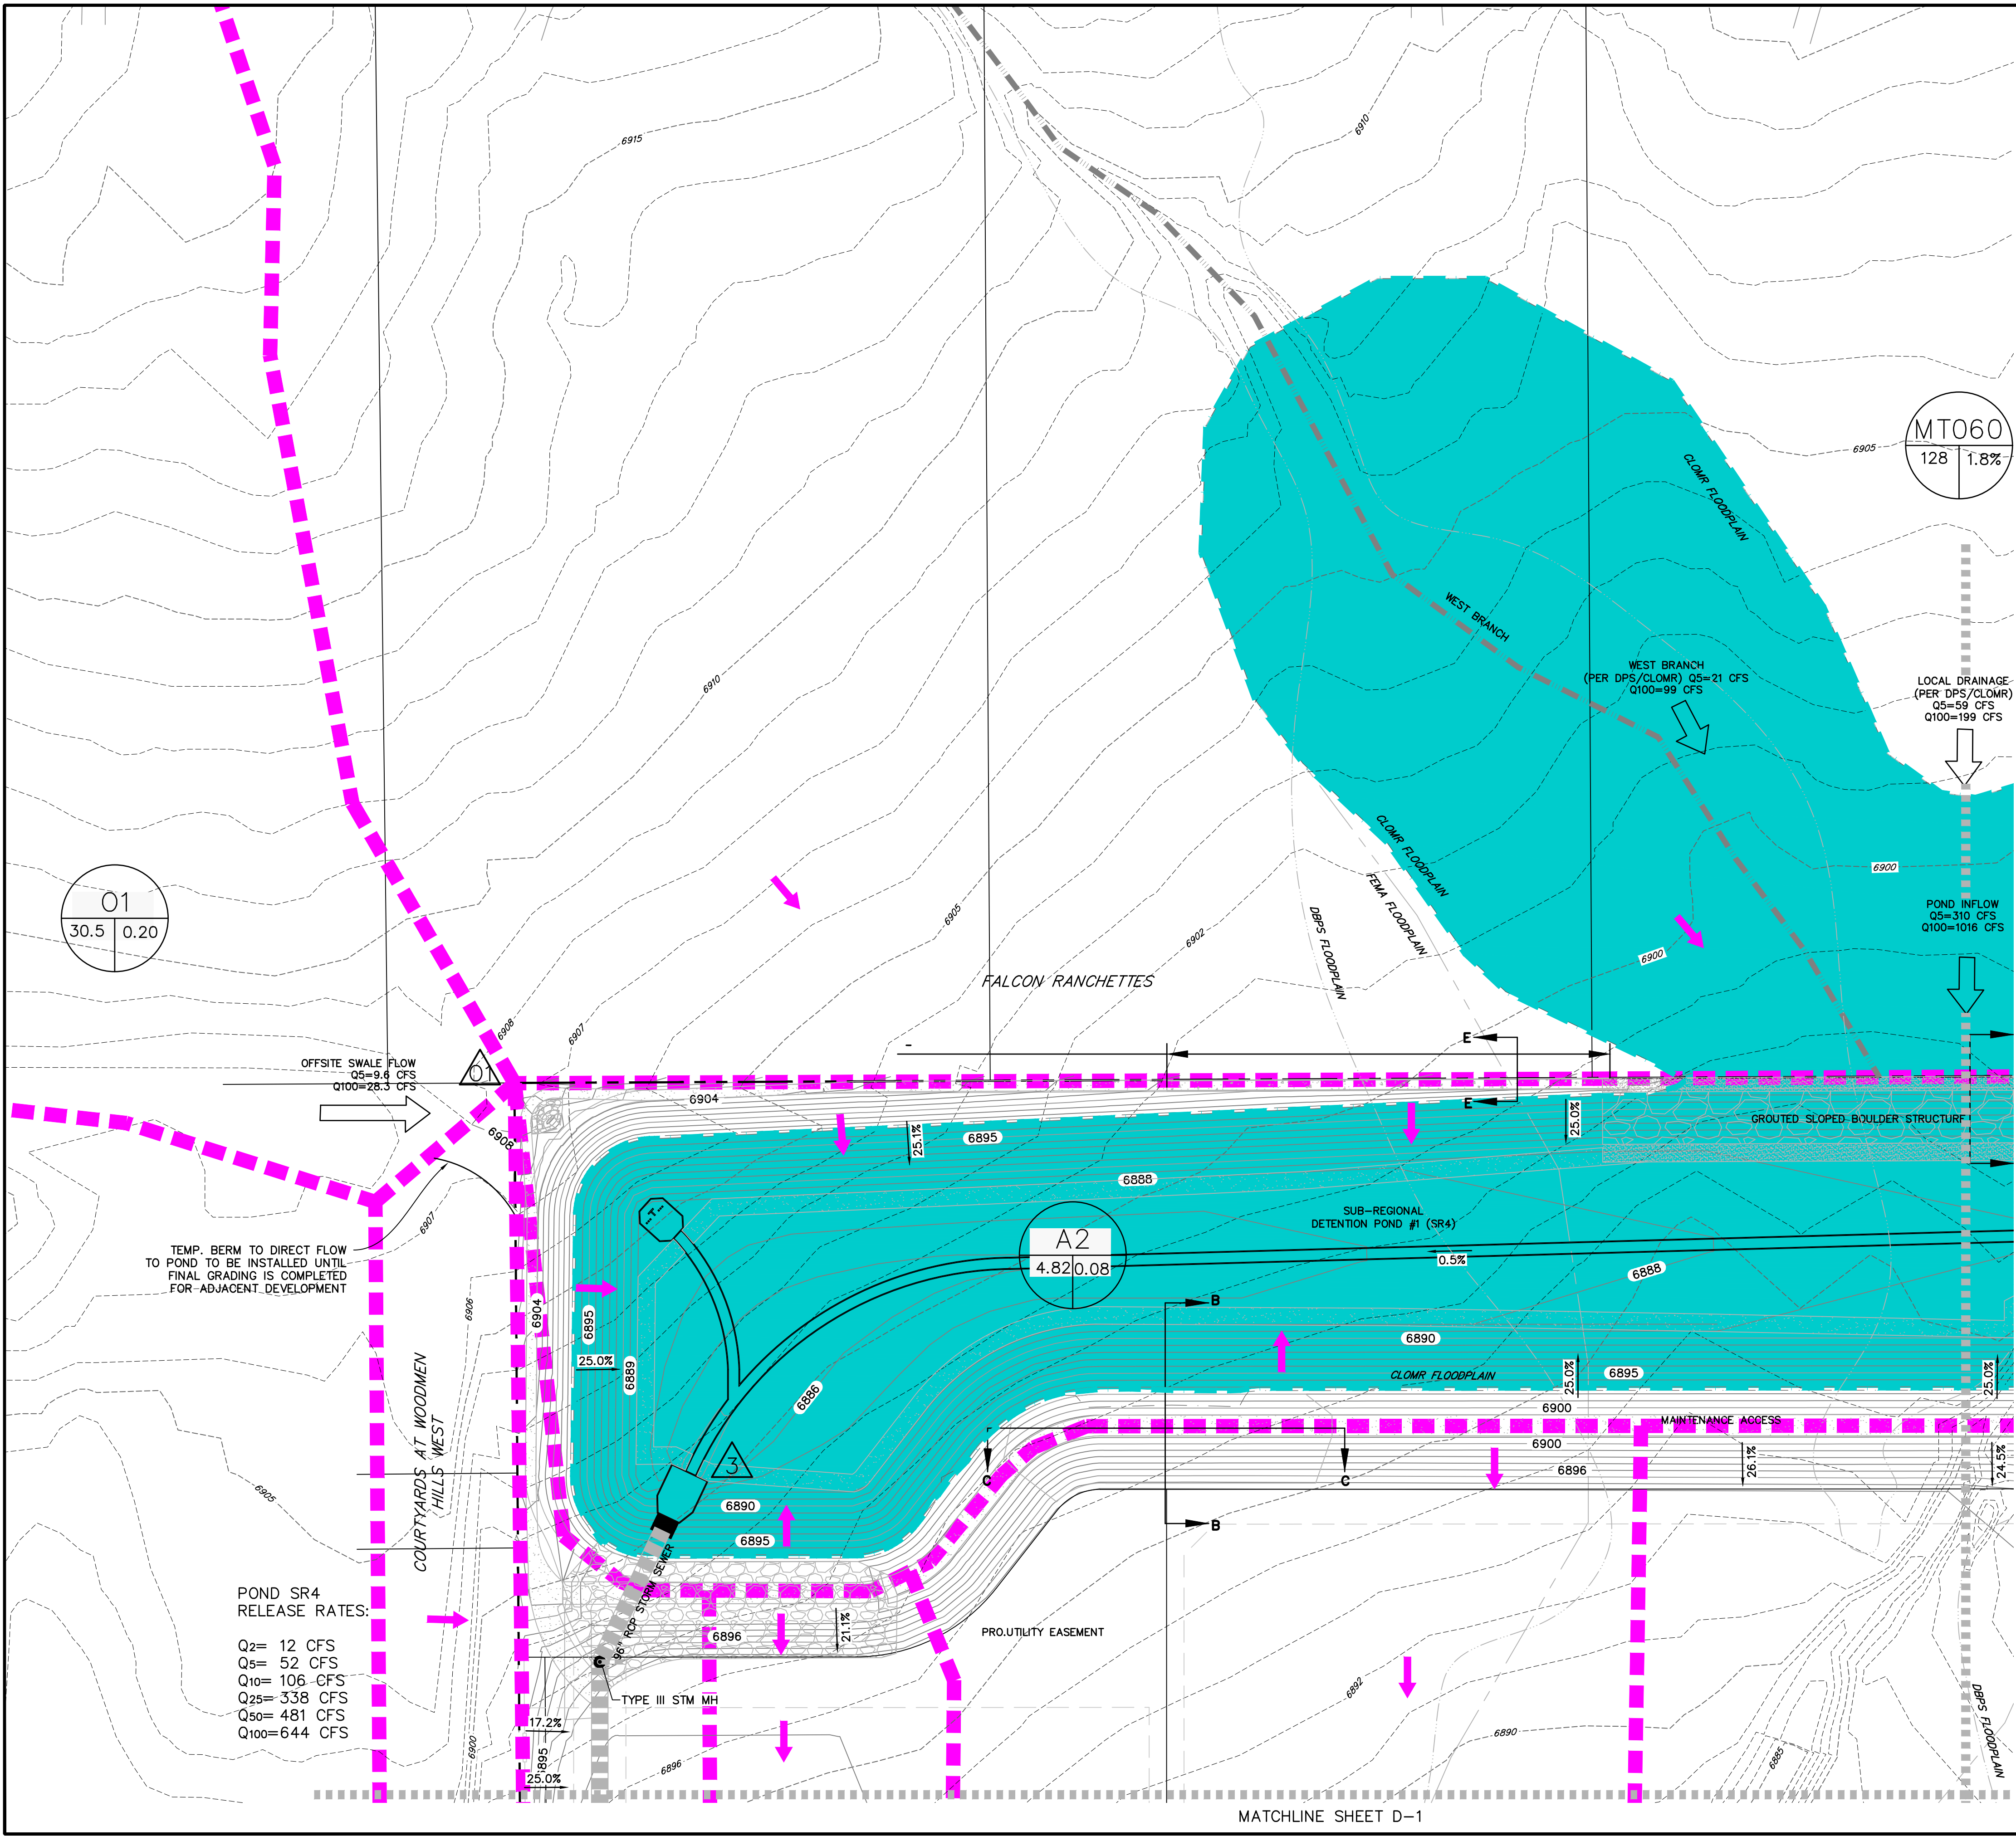 6915
6910
MT060
128 1.8%
6905
CLOMR FLOODPLAIN
WEST BRANCH
WEST BRANCH
(PER DPS/CLOMR) Q5=21 CFS
Q100=99 CFS
LOCAL DRAINAGE
(PER DPS/CLOMR)
Q5=59 CFS
Q100=199 CFS
6910
CLOMR FLOODPLAIN
FEMA FLOODPLAIN
DBPS FLOODPLAIN
6900
POND INFLOW
Q5=310 CFS
Q100=1016 CFS
01
30.5 0.20
6905
6902
6900
FALCON RANCHETTES
6908
6907
OFFSITE SWALE FLOW
Q5=9.6 CFS
Q100=28.3 CFS
01
E
-
6904
E
6908
25.1%
6895
25.0%
GROUTED SLOPED BOULDER STRUCTURE
6888
-T-
6907
SUB-REGIONAL
DETENTION POND #1 (SR4)
A2
4.82 0.08
0.5%
6888
TEMP. BERM TO DIRECT FLOW
TO POND TO BE INSTALLED UNTIL
FINAL GRADING IS COMPLETED
FOR ADJACENT DEVELOPMENT
6906
6904
6895
B
6890
25.0%
6889
6886
CLOMR FLOODPLAIN
25.0%
6895
25.0%
6900
MAINTENANCE ACCESS
COURTYARDS AT WOODMEN
HILLS WEST
6905
3
C
C
6900
6896
26.1%
24.5%
6890
B
6895
96" RCP STORM SEWER
POND SR4
RELEASE RATES:
Q2= 12 CFS
Q5= 52 CFS
Q10= 106 CFS
Q25= 338 CFS
Q50= 481 CFS
Q100=644 CFS
6896
21.1%
PRO.UTILITY EASEMENT
TYPE III STM MH
6892
6890
6885
DBPS FLOODPLAIN
17.2%
6900
6895
25.0%
6896
MATCHLINE SHEET D-1